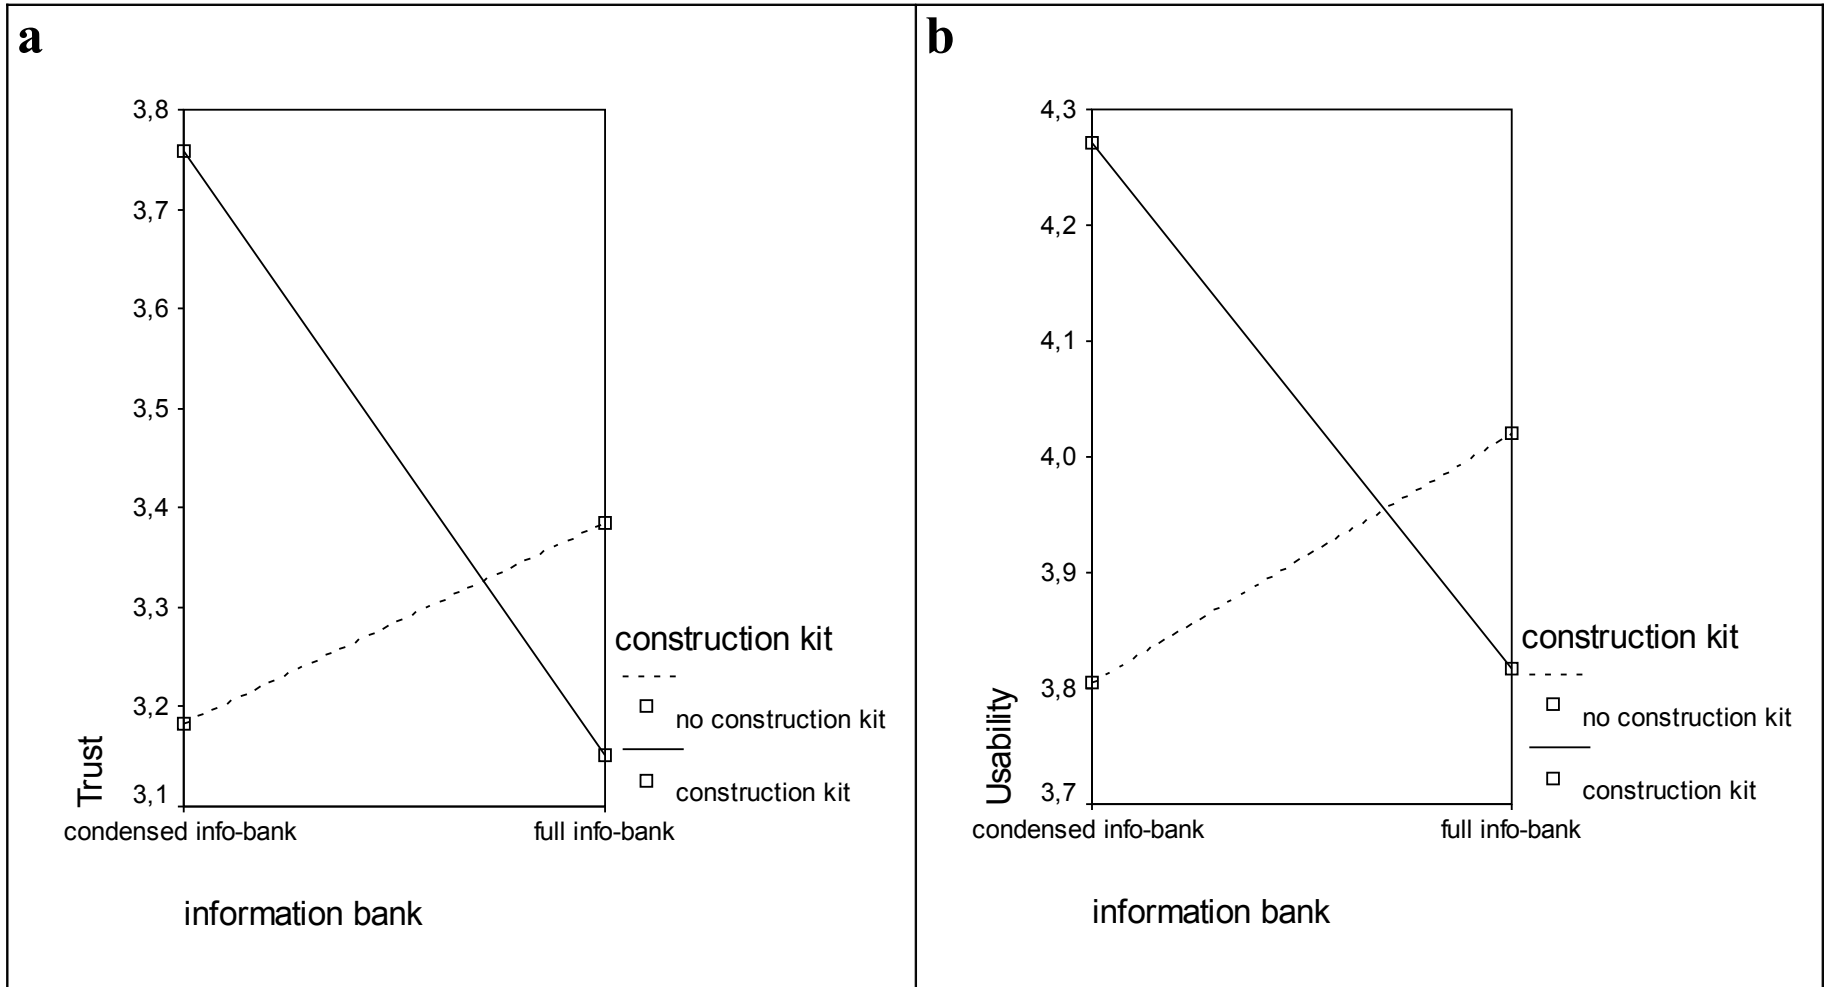 a
3,8
3,7
3,6
3,5
3,4
3,3
3,2
3,1
Trust
condensed info-bank
full info-bank
information bank
construction kit
no construction kit
construction kit
b
4,3
4,2
4,1
4,0
3,9
3,8
3,7
Usability
condensed info-bank
full info-bank
information bank
construction kit
no construction kit
construction kit